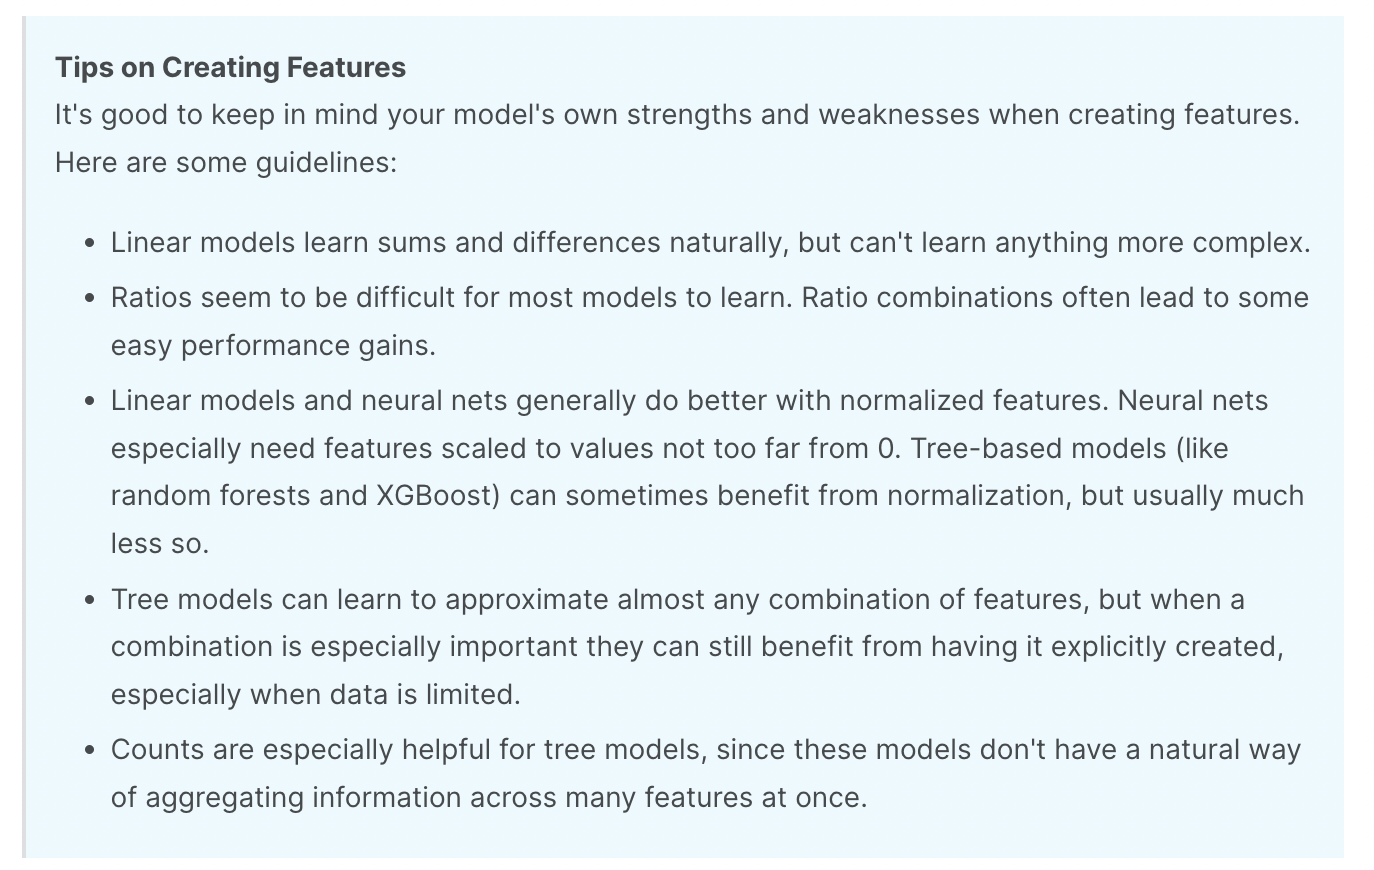 Tips on Creating Features
It's good to keep in mind your model's own strengths and weaknesses when creating features.
Here are some guidelines:
• Linear models learn sums and differences naturally, but can't learn anything more complex.
• Ratios seem to be difficult for most models to learn. Ratio combinations often lead to some
easy performance gains.
• Linear models and neural nets generally do better with normalized features. Neural nets
especially need features scaled to values not too far from 0. Tree-based models (like
random forests and XGBoost) can sometimes benefit from normalization, but usually much
less so.
• Tree models can learn to approximate almost any combination of features, but when a
combination is especially important they can still benefit from having it explicitly created,
especially when data is limited.
• Counts are especially helpful for tree models, since these models don't have a natural way
of aggregating information across many features at once.